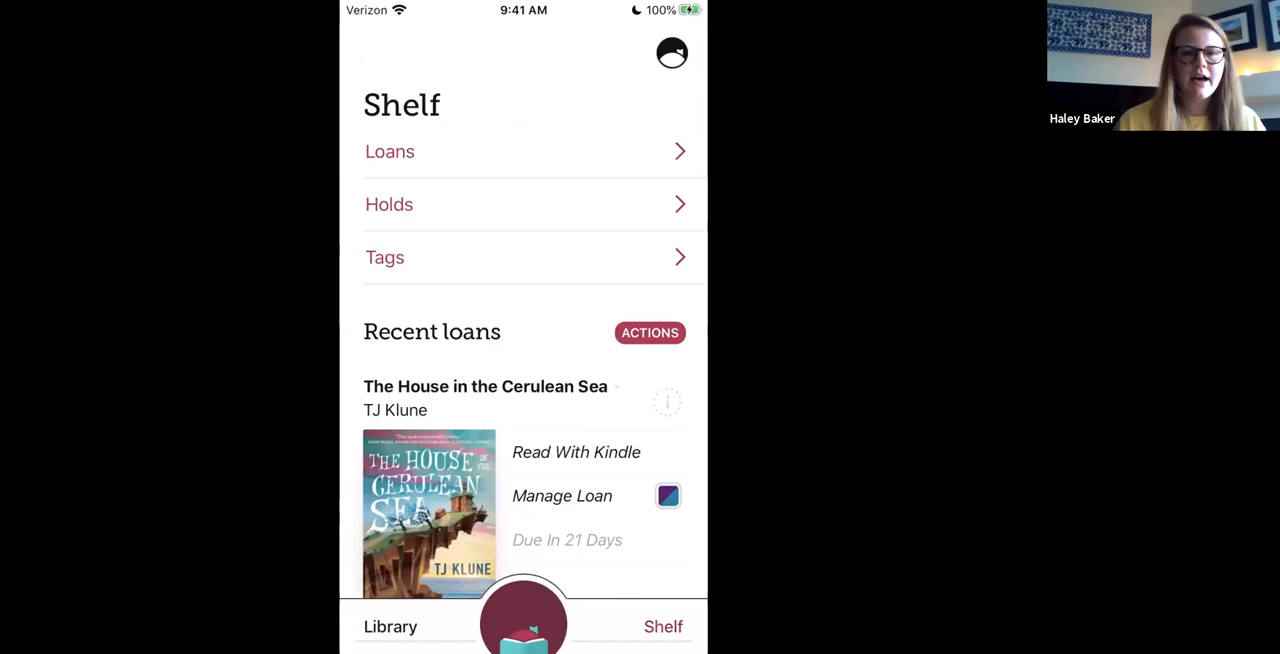 Verizon 9:41 AM 100%
Haley Baker
Shelf
Loans
Holds
Tags
Recent loans ACTIONS
The House in the Cerulean Sea
TJ Klune
THE HOUSE
IN THE
CERULEAN
SEA
TJ KLUNE
Read With Kindle
Manage Loan
Due In 21 Days
Library Shelf